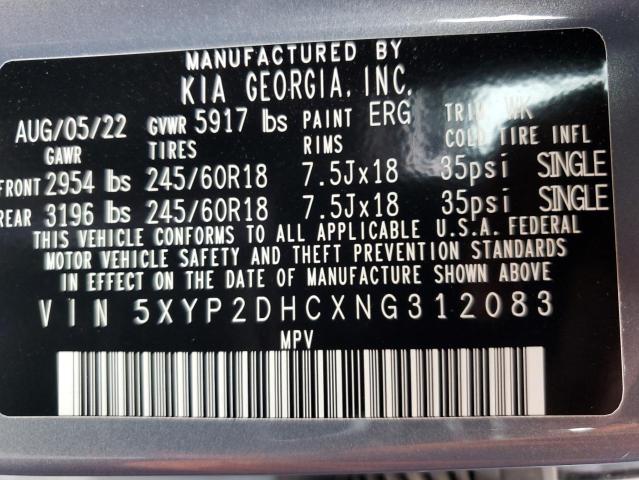 MANUFACTURED BY
KIA GEORGIA, INC.
AUG/05/22 GVWR 5917 lbs PAINT ERG TRIM WK
GAWR TIRES RIMS COLD TIRE INFL
FRONT 2954 lbs 245/60R18 7.5Jx18 35psi SINGLE
REAR 3196 lbs 245/60R18 7.5Jx18 35psi SINGLE
THIS VEHICLE CONFORMS TO ALL APPLICABLE U.S.A. FEDERAL
MOTOR VEHICLE SAFETY AND THEFT PREVENTION STANDARDS
IN EFFECT ON THE DATE OF MANUFACTURE SHOWN ABOVE
VIN 5XYP2DHCXNG312083
MPV